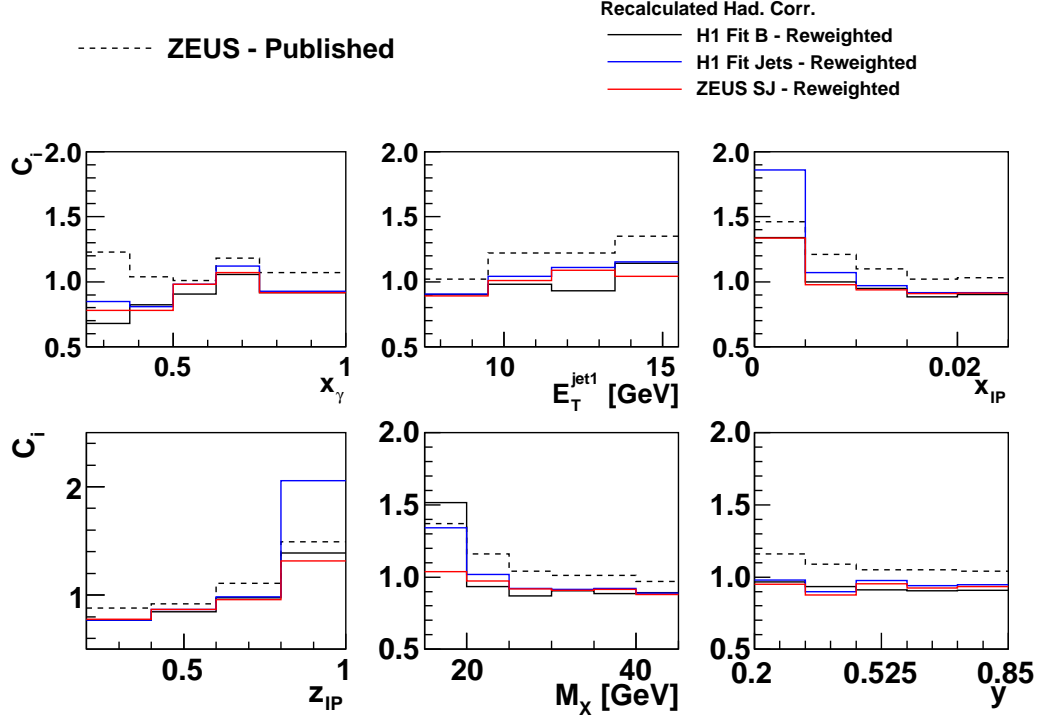 Recalculated Had. Corr.
ZEUS - Published
H1 Fit B - Reweighted
H1 Fit Jets - Reweighted
ZEUS SJ - Reweighted
C_i
2.0
1.5
1.0
0.5
0.5
1
x_γ
2.0
1.5
1.0
0.5
10
15
E_T^jet1 [GeV]
2.0
1.5
1.0
0.5
0
0.02
x_IP
C_i
2
1
0.5
1
z_IP
2.0
1.5
1.0
0.5
20
40
M_X [GeV]
2.0
1.5
1.0
0.5
0.2
0.525
0.85
y